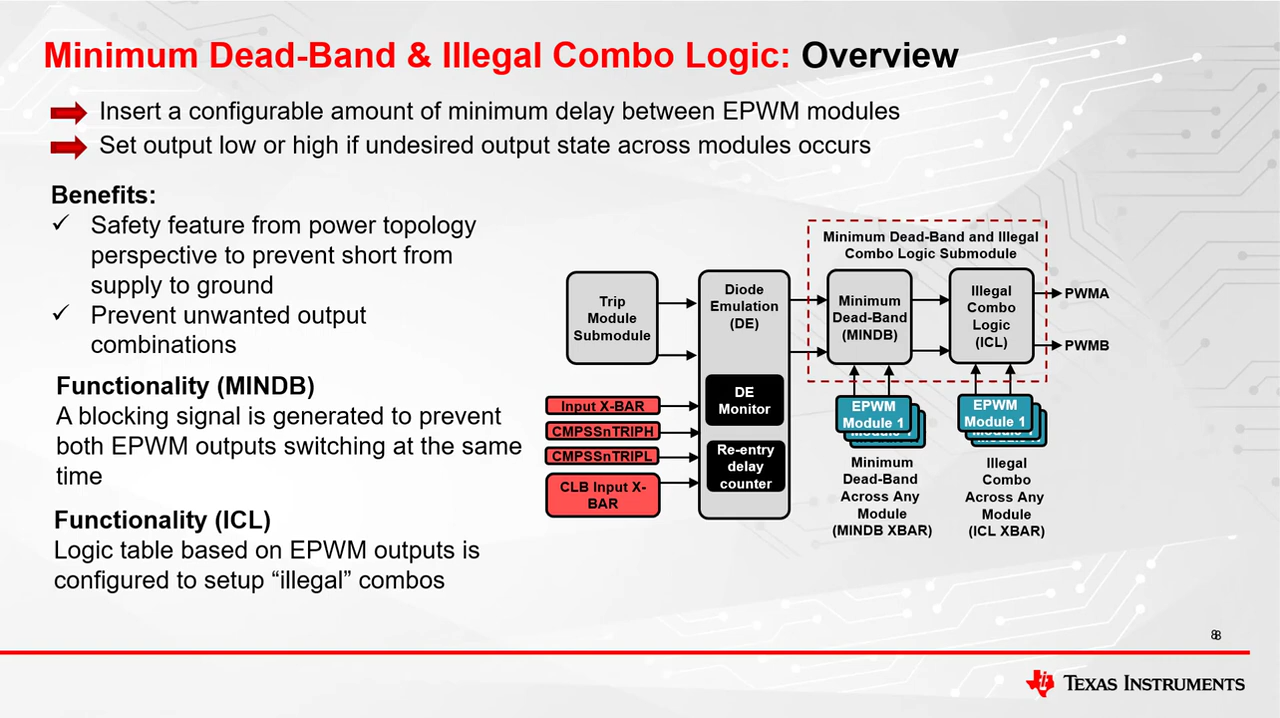 Minimum Dead-Band & Illegal Combo Logic: Overview
Insert a configurable amount of minimum delay between EPWM modules
Set output low or high if undesired output state across modules occurs
Benefits:
✓ Safety feature from power topology
perspective to prevent short from
supply to ground
✓ Prevent unwanted output
combinations
Functionality (MINDB)
A blocking signal is generated to prevent
both EPWM outputs switching at the same
time
Functionality (ICL)
Logic table based on EPWM outputs is
configured to setup “illegal” combos
Trip
Module
Submodule
Input X-BAR
CMPSSnTRIPH
CMPSSnTRIPL
CLB Input X-
BAR
Diode
Emulation
(DE)
DE
Monitor
Re-entry
delay
counter
Minimum Dead-Band and Illegal
Combo Logic Submodule
Minimum
Dead-Band
(MINDB)
Illegal
Combo
Logic
(ICL)
PWMA
PWMB
EPWM
Module 1
Minimum
Dead-Band
Across Any
Module
(MINDB XBAR)
EPWM
Module 1
Illegal
Combo
Across Any
Module
(ICL XBAR)
TEXAS INSTRUMENTS